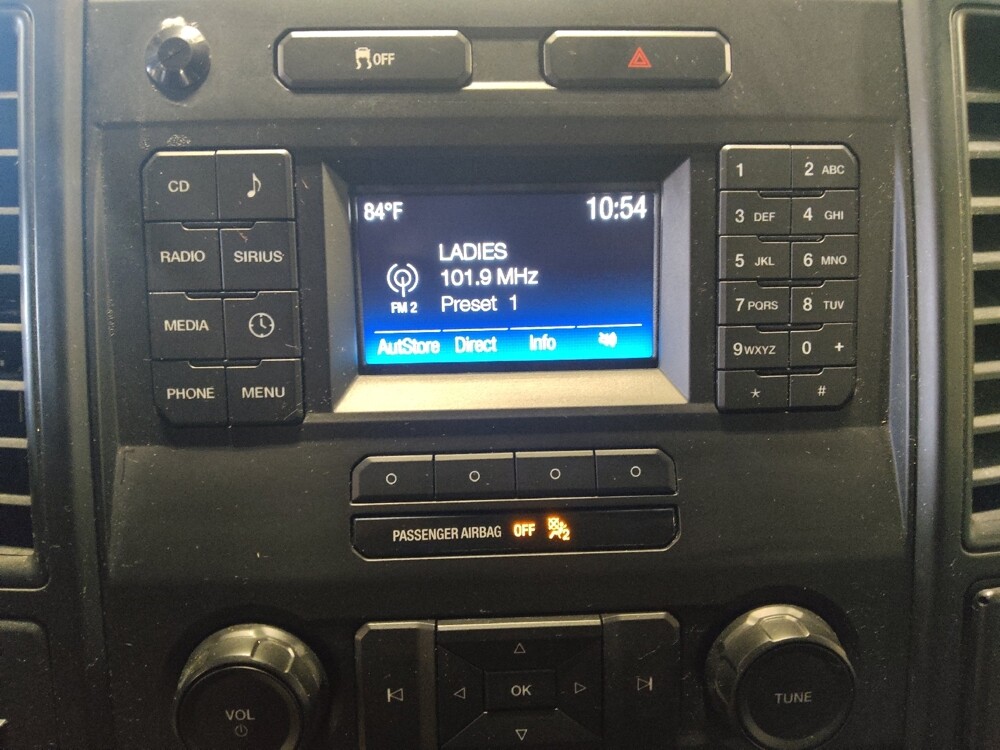 OFF
CD
RADIO SIRIUS
MEDIA
PHONE MENU
84°F 10:54
LADIES
101.9 MHz
FM 2
Preset 1
AutStore Direct Info
1 2 ABC
3 DEF 4 GHI
5 JKL 6 MNO
7 PQRS 8 TUV
9 WXYZ 0 +
* #
PASSENGER AIRBAG OFF 2
VOL
OK
TUNE